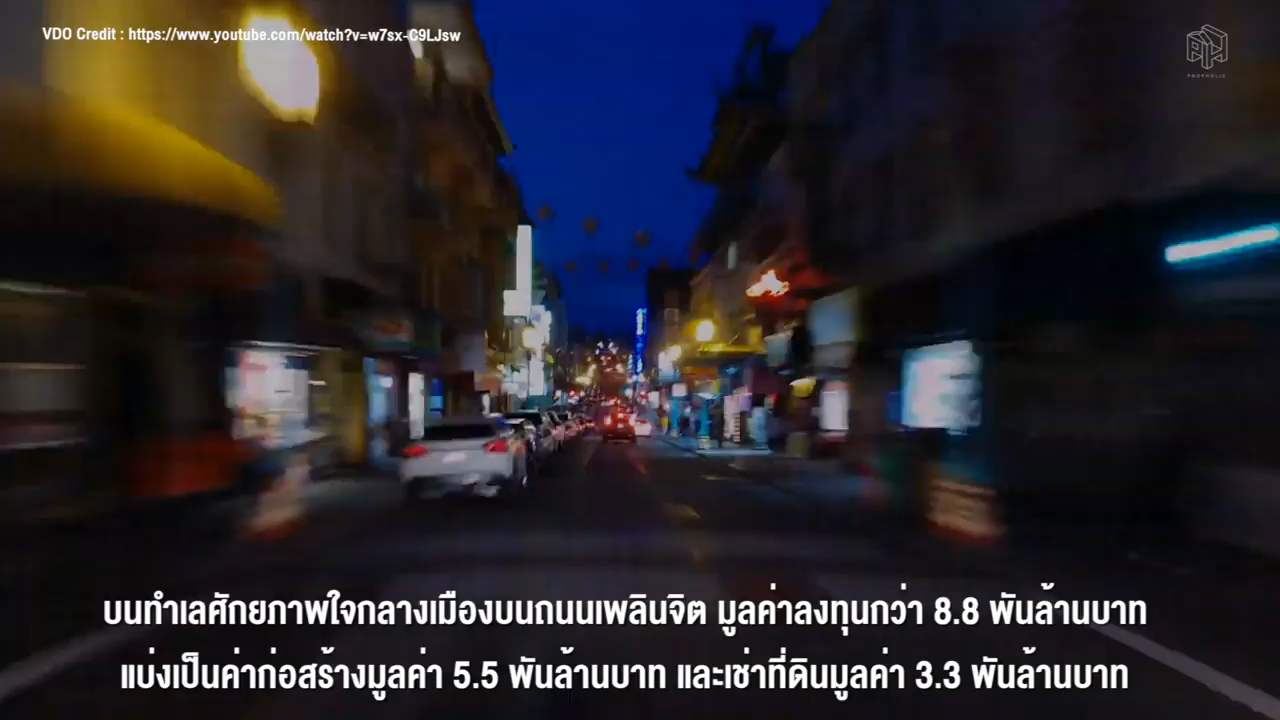 VDO Credit : https://www.youtube.com/watch?v=w7sx-C9LJsw
PROPHOLIC
บนทำเลศักยภาพใจกลางเมืองบนถนนเพลินจิต มูลค่าลงทุนกว่า 8.8 พันล้านบาท
แบ่งเป็นค่าก่อสร้างมูลค่า 5.5 พันล้านบาท และเช่าที่ดินมูลค่า 3.3 พันล้านบาท